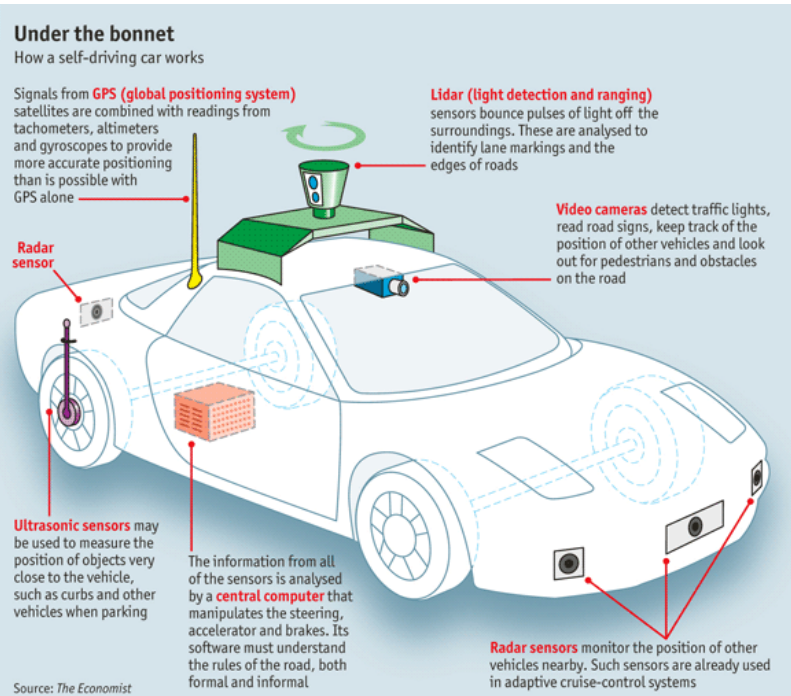 Under the bonnet
How a self-driving car works
Signals from GPS (global positioning system)
satellites are combined with readings from
tachometers, altimeters
and gyroscopes to provide
more accurate positioning
than is possible with
GPS alone
Lidar (light detection and ranging)
sensors bounce pulses of light off the
surroundings. These are analysed to
identify lane markings and the
edges of roads
Video cameras detect traffic lights,
read road signs, keep track of the
position of other vehicles and look
out for pedestrians and obstacles
on the road
Radar
sensor
Ultrasonic sensors may
be used to measure the
position of objects very
close to the vehicle,
such as curbs and other
vehicles when parking
The information from all
of the sensors is analysed
by a central computer that
manipulates the steering,
accelerator and brakes. Its
software must understand
the rules of the road, both
formal and informal
Radar sensors monitor the position of other
vehicles nearby. Such sensors are already used
in adaptive cruise-control systems
Source: The Economist